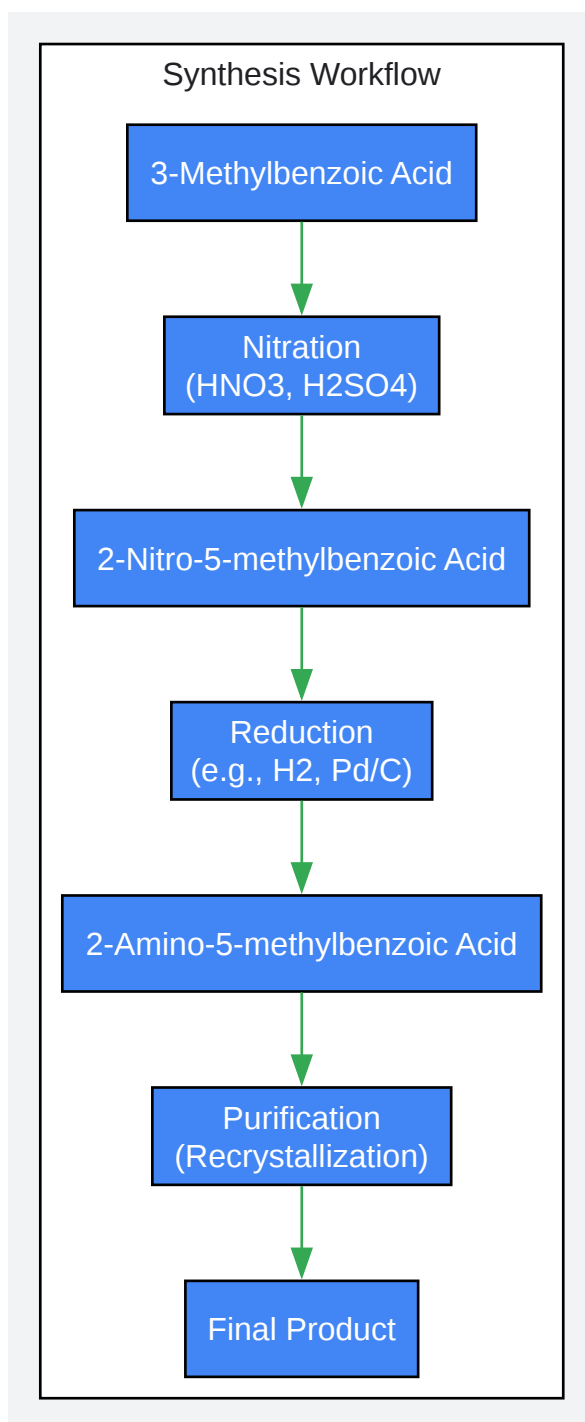 Synthesis Workflow
3-Methylbenzoic Acid
Nitration
(HNO3, H2SO4)
2-Nitro-5-methylbenzoic Acid
Reduction
(e.g., H2, Pd/C)
2-Amino-5-methylbenzoic Acid
Purification
(Recrystallization)
Final Product